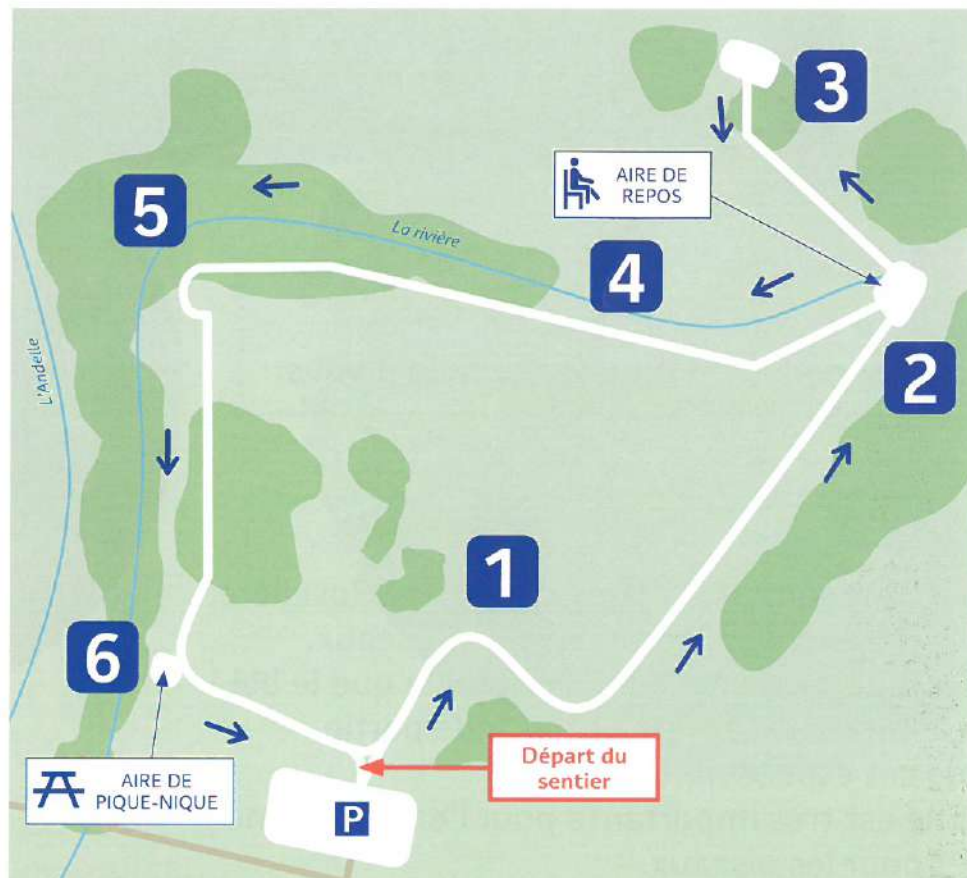 3
AIRE DE
REPOS
5
La rivière
4
L'Andelle
2
1
6
Départ du
sentier
AIRE DE
PIQUE-NIQUE
P